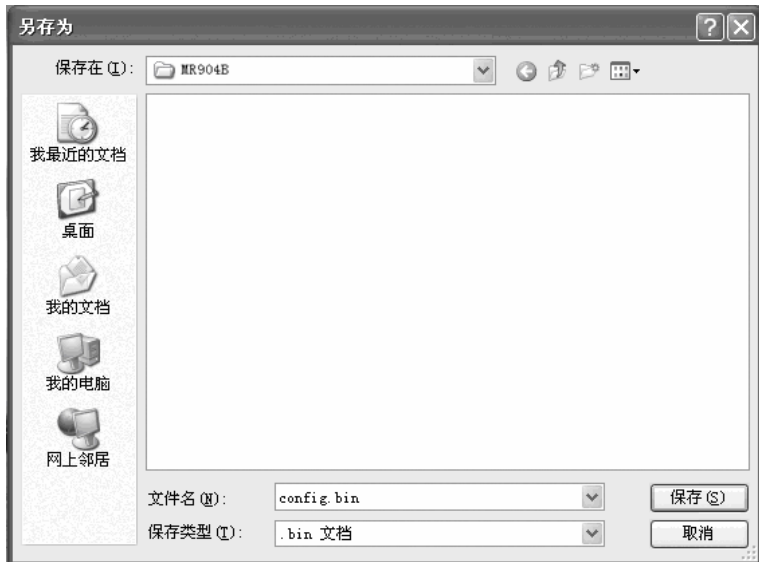 另存为
保存在(I): MR904B
我最近的文档
桌面
我的文档
我的电脑
网上邻居
文件名(N): config.bin 保存(S)
保存类型(T): .bin 文档 取消